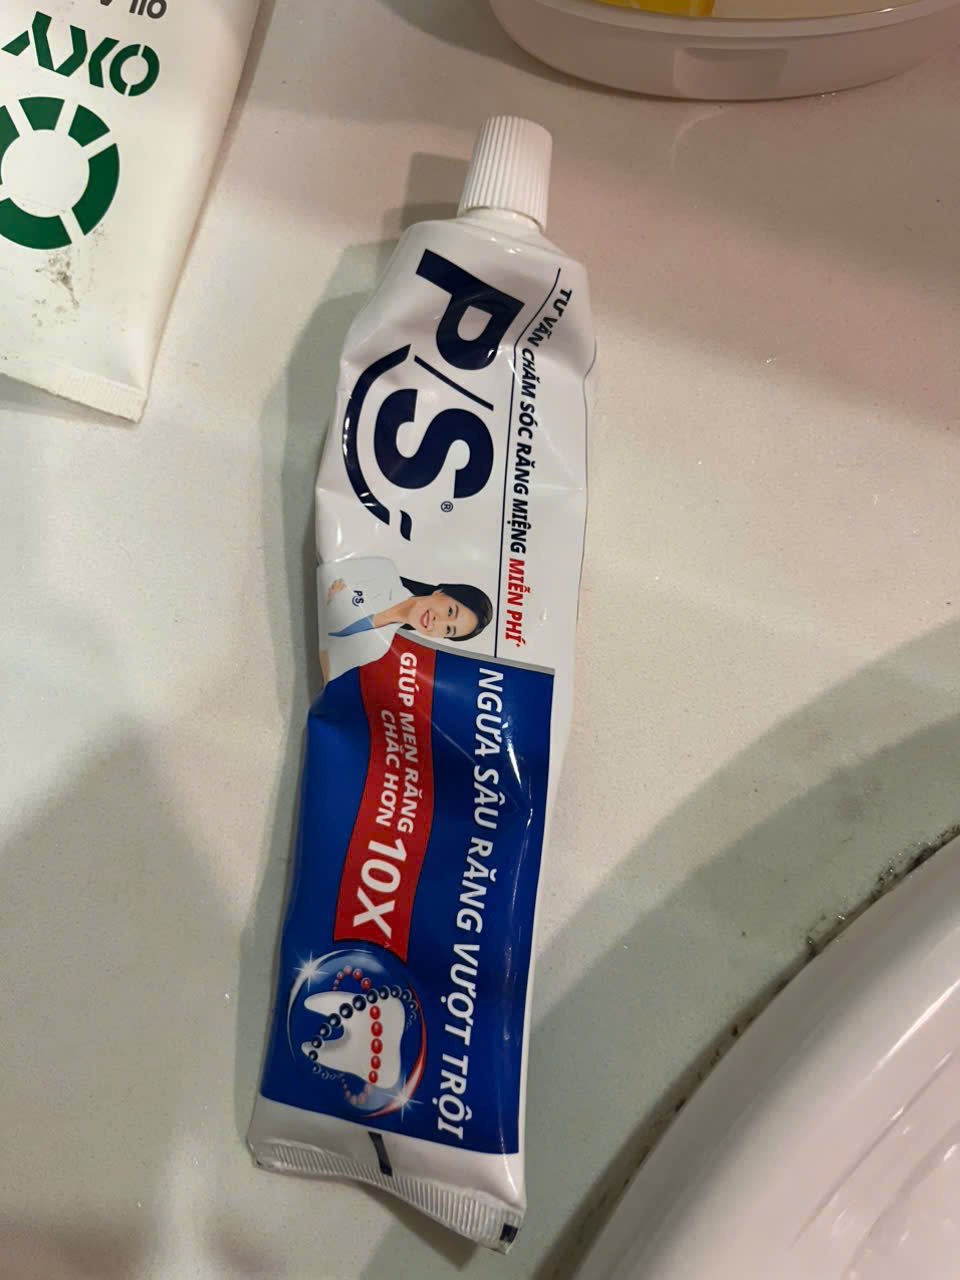 OXY
P/S®
TƯ VẤN CHĂM SÓC RĂNG MIỆNG MIỄN PHÍ
P/S
NGỪA SÂU RĂNG VƯỢT TRỘI
GIÚP MEN RĂNG
CHẮC HƠN 10X